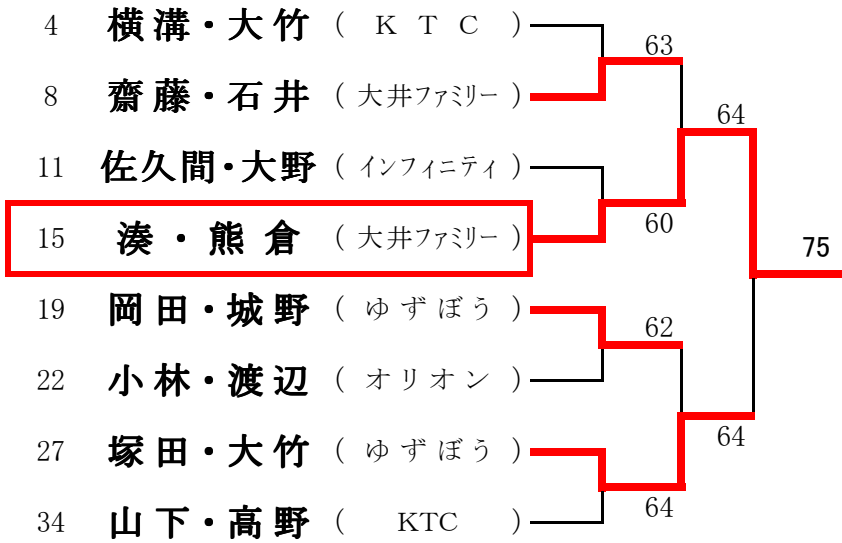 4 横溝・大竹 ( KTC )
63
8 齋藤・石井 ( 大井ファミリー )
64
11 佐久間・大野 ( インフィニティ )
60
15 湊・熊倉 ( 大井ファミリー )
75
19 岡田・城野 ( ゆずぼう )
62
22 小林・渡辺 ( オリオン )
64
27 塚田・大竹 ( ゆずぼう )
64
34 山下・高野 ( KTC )